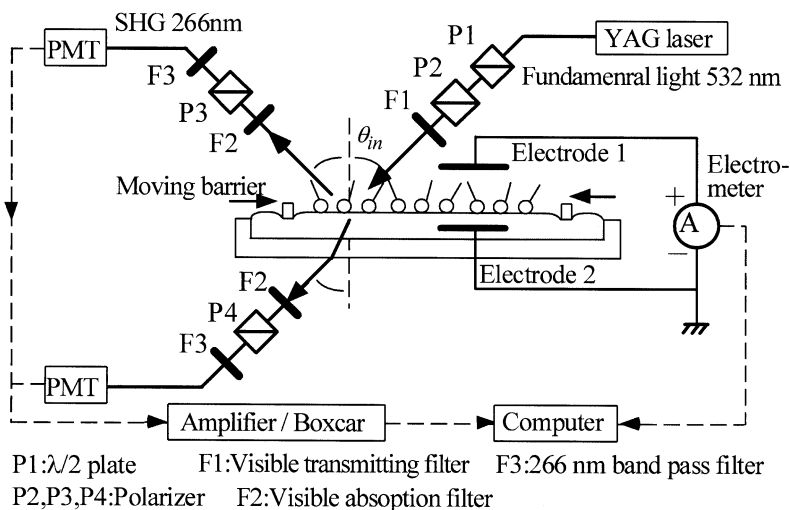 SHG 266nm
PMT
F3
P3
F2
P1
P2
F1
YAG laser
Fundamenral light 532 nm
θin
Electrode 1
Electro-
meter
Moving barrier
+
A
−
Electrode 2
F2
P4
F3
PMT
Amplifier / Boxcar
Computer
P1:λ/2 plate
F1:Visible transmitting filter
F3:266 nm band pass filter
P2,P3,P4:Polarizer
F2:Visible absoption filter